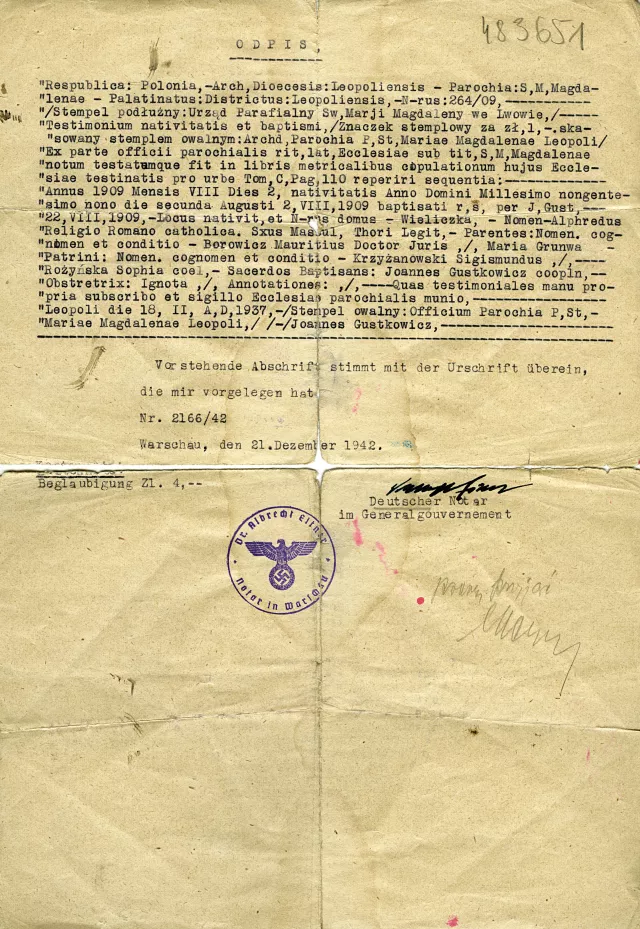 483651
O D P I S,
"Respublica: Polonia,-Arch,Dioecesis:Leopoliensis - Parochia:S,M,Magda-
"lenae - Palatinatus:Districtus:Leopoliensis,-N-rus:264/09,-----------
"/Stempel podłużny:Urząd Parafialny Sw,Marji Magdaleny we Lwowie,/-----
"Testimonium nativitatis et baptismi,/Znaczek stemplowy za zł,1,-.ska-
"sowany stemplem owalnym:Archd,Parochia P,St,Mariae Magdalenae Leopoli/
"Ex parte officii parochialis rit,lat,Ecclesiae sub tit,S,M,Magdalenae
"notum testatumque fit in libris metricalibus copulationum hujus Eccle-
"siae testinatis pro urbe Tom,C,Pag,110 reperiri sequentia:------------
"Annus 1909 Mensis VIII Dies 2, nativitatis Anno Domini Millesimo nongente-
"simo nono die secunda Augusti 2,VIII,1909 baptisati r,s, per J,Gust,---
"22,VIII,1909,-Locus nativit,et N-rus domus - Wieliczka, - Nomen-Alphredus
"Religio Romano catholica. Sxus Mascul, Thori Legit,- Parentes:Nomen. cog-
"nomen et conditio - Borowicz Mauritius Doctor Juris ,/, Maria Grunwa -
"Patrini: Nomen. cognomen et conditio - Krzyżanowski Sigismundus ,/,----
"Rożyńska Sophia coel,- Sacerdos Baptisans: Joannes Gustkowicz coopin,--
"Obstretrix: Ignota ,/, Annotationes: ,/,----Quas testimoniales manu pro-
"pria subscribo et sigillo Ecclesiae parochialis munio,-----------------
"Leopoli die 18, II, A,D,1937,-/Stempel owalny:Officium Parochia P,St,-
"Mariae Magdalenae Leopoli,/ /-/Joannes Gustkowicz,---------------------
Vorstehende Abschrift stimmt mit der Urschrift überein,
die mir vorgelegen hat
Nr. 2166/42
Warschau, den 21.Dezember 1942.
Beglaubigung Zl. 4,--
Deutscher Notar
im Generalgouvernement
Dr. Albrecht Eltner
Notar in Warschau